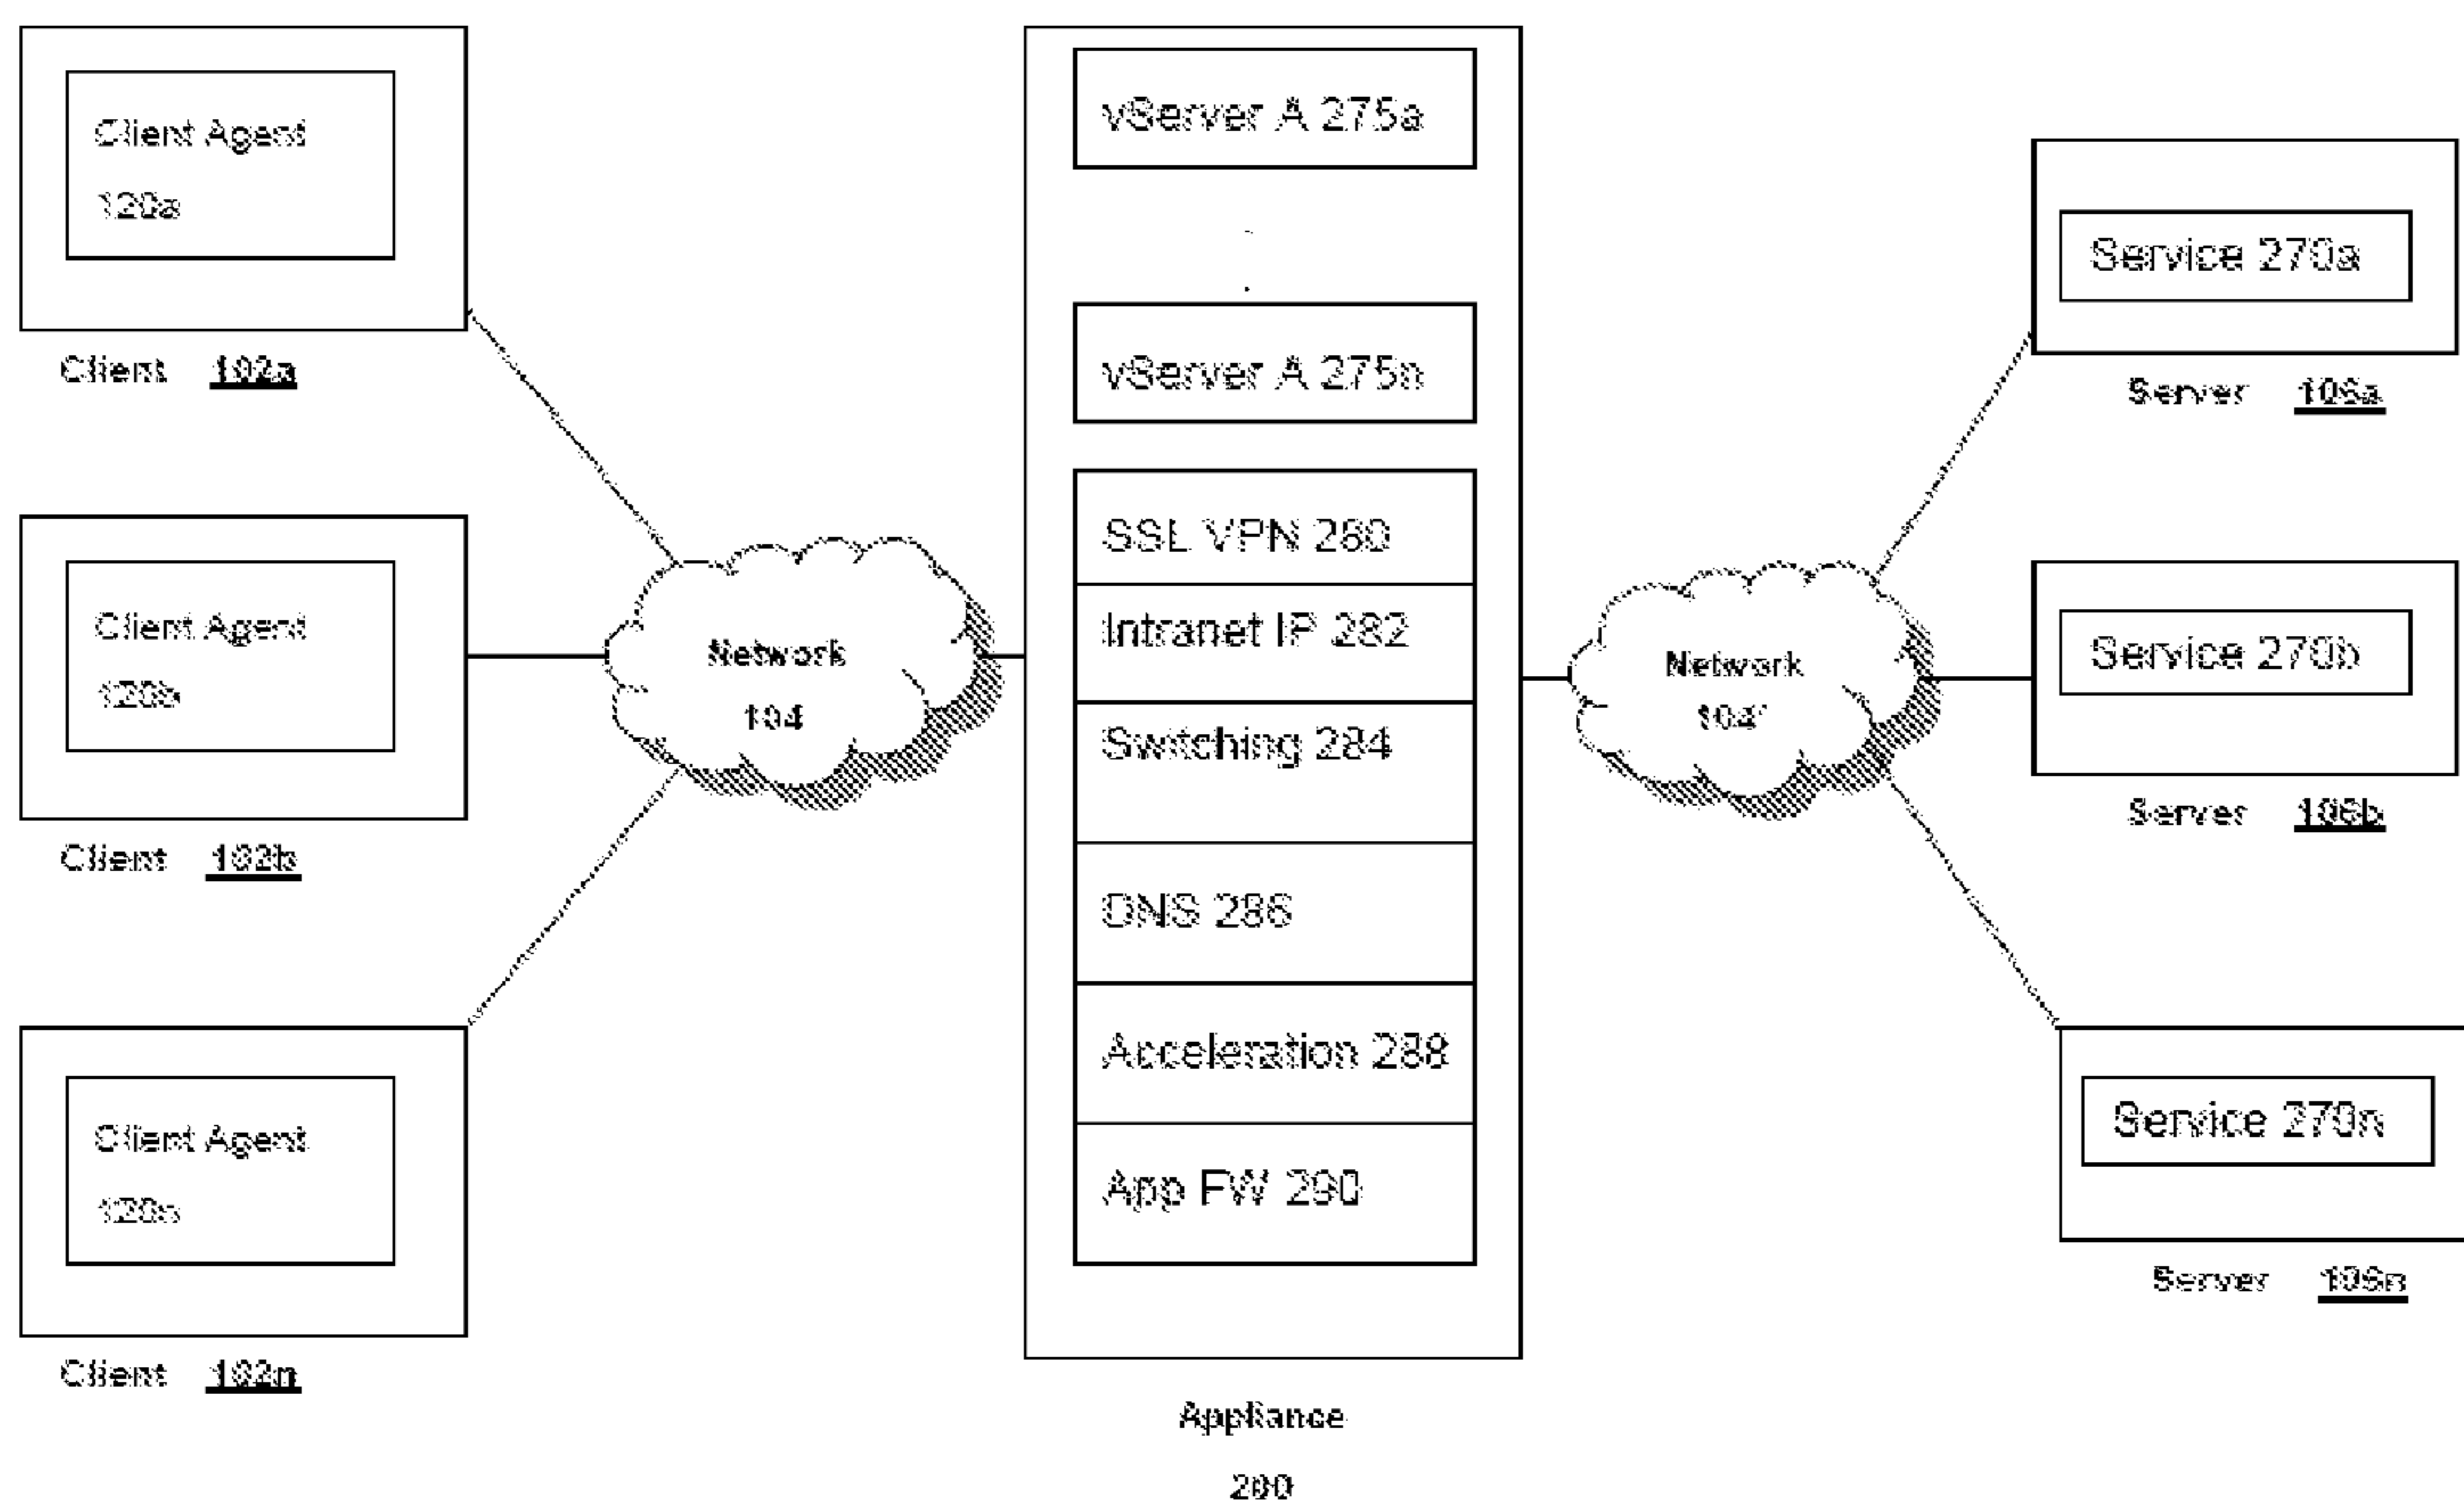 Client Agent
120a
Client 102a
Client Agent
120b
Client 102b
Client Agent
120n
Client 102n
Network
104
vServer A 275a
vServer A 275n
SSL VPN 280
Intranet IP 282
Switching 284
DNS 286
Acceleration 288
App FW 290
Appliance
200
Network
104'
Service 270a
Server 106a
Service 270b
Server 106b
Service 270n
Server 106n